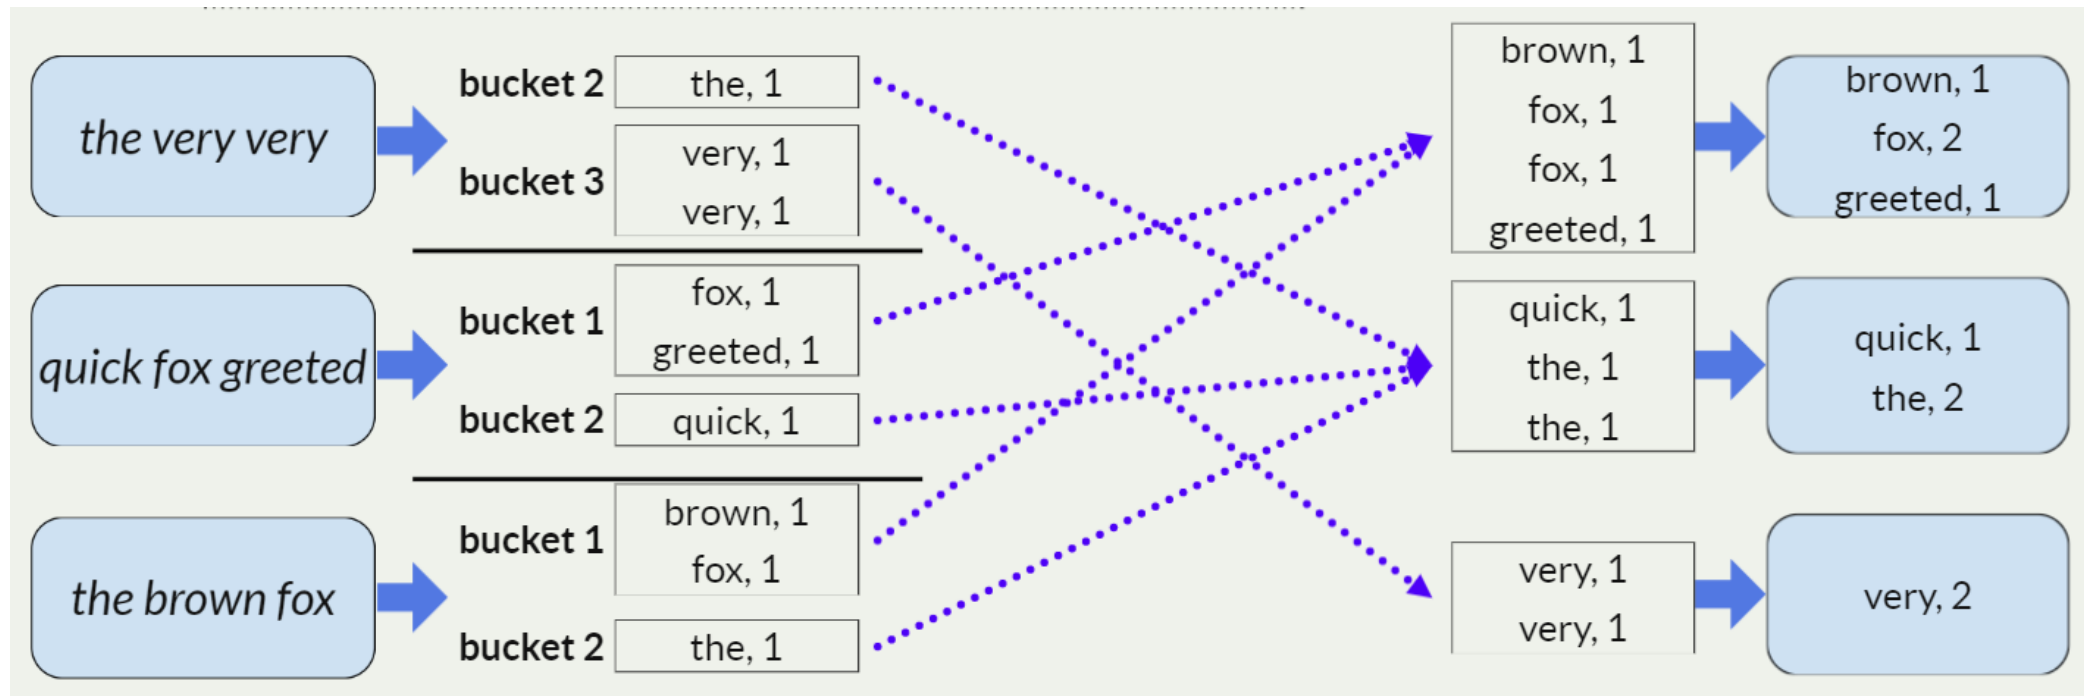 the very very
bucket 2
the, 1
bucket 3
very, 1
very, 1
quick fox greeted
bucket 1
fox, 1
greeted, 1
bucket 2
quick, 1
the brown fox
bucket 1
brown, 1
fox, 1
bucket 2
the, 1
brown, 1
fox, 1
fox, 1
greeted, 1
quick, 1
the, 1
the, 1
very, 1
very, 1
brown, 1
fox, 2
greeted, 1
quick, 1
the, 2
very, 2